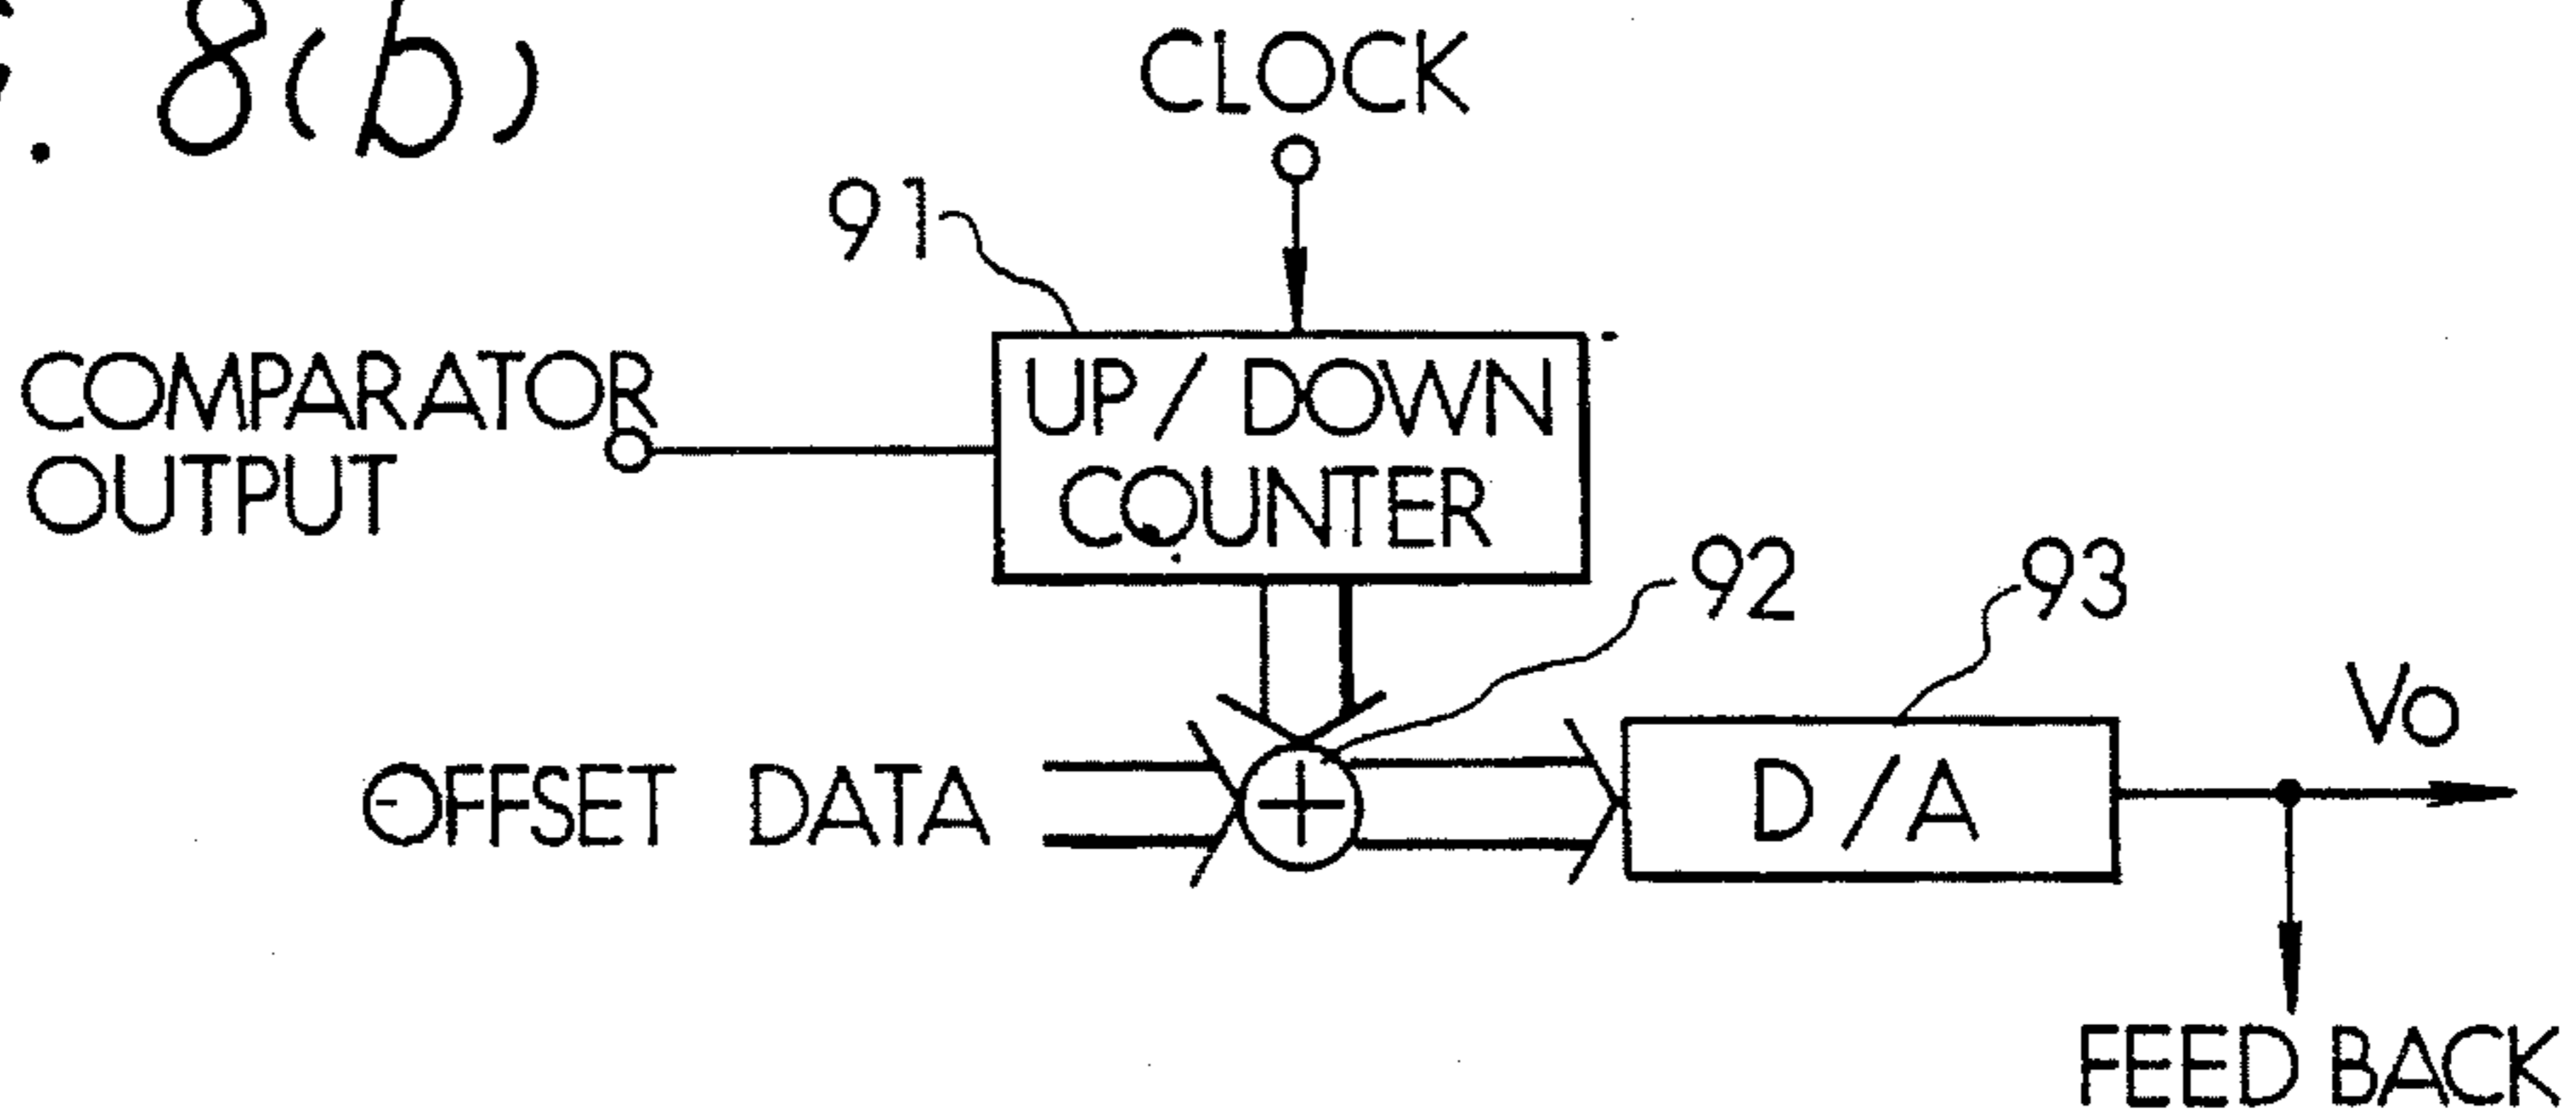 . 8(b)
CLOCK
91
COMPARATOR
OUTPUT
UP/DOWN
COUNTER
92
93
OFFSET DATA
+
D/A
Vo
FEED BACK